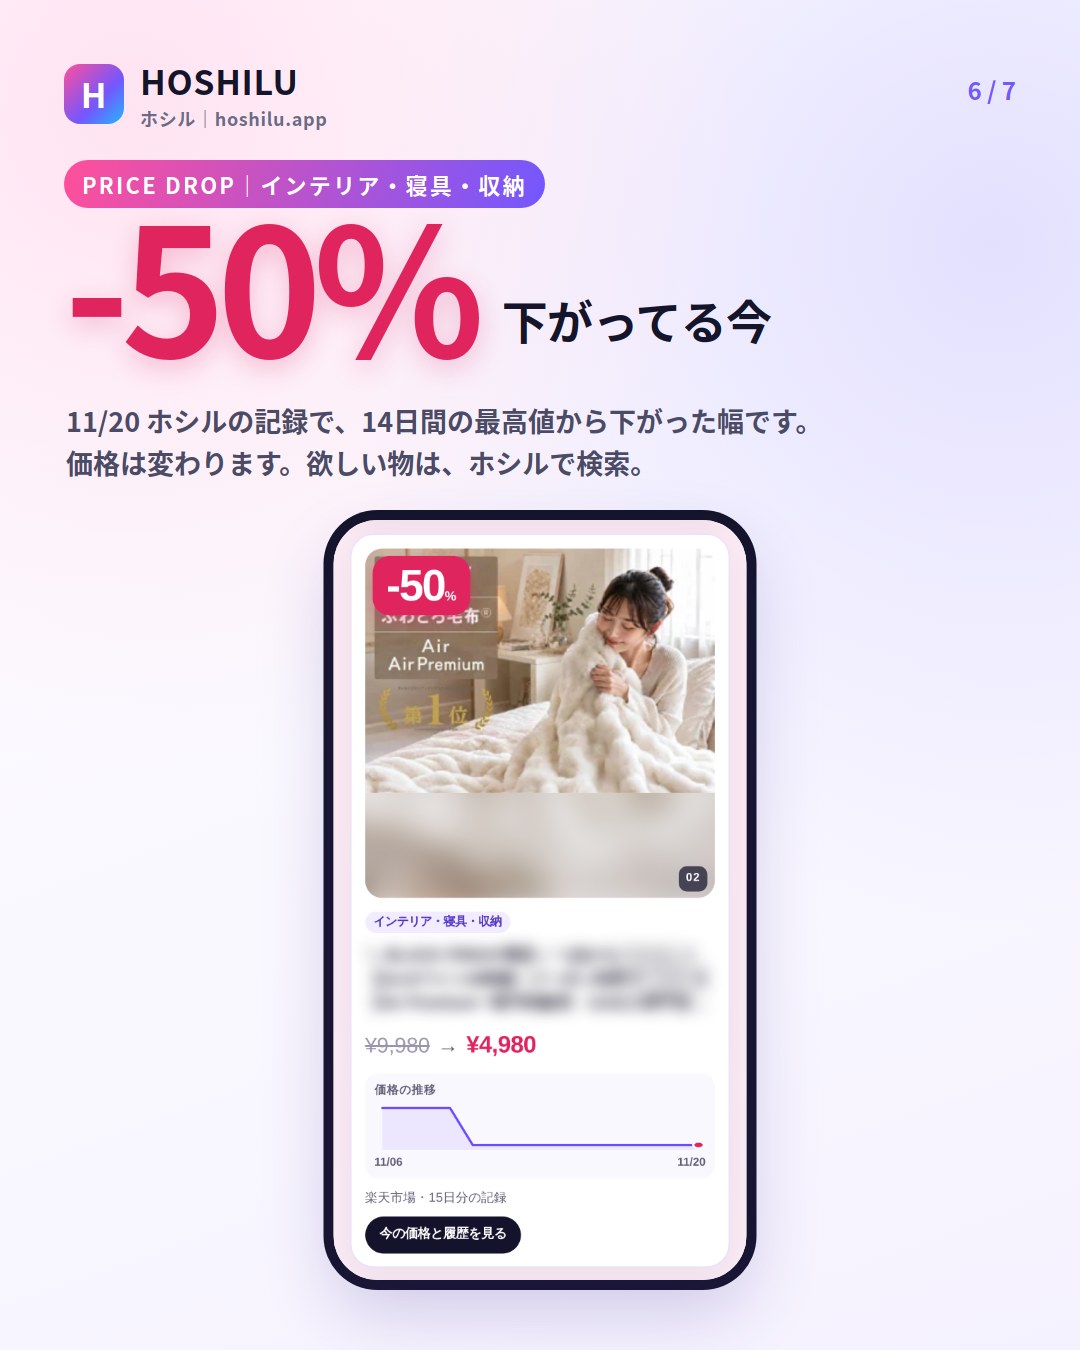 H
HOSHILU
ホシル｜hoshilu.app
6 / 7
PRICE DROP｜インテリア・寝具・収納
-50% 下がってる今
11/20 ホシルの記録で、14日間の最高値から下がった幅です。
価格は変わります。欲しい物は、ホシルで検索。
-50%
ふわとろ毛布®
Air
Air Premium
第1位
02
インテリア・寝具・収納
¥9,980 → ¥4,980
価格の推移
11/06 11/20
楽天市場・15日分の記録
今の価格と履歴を見る